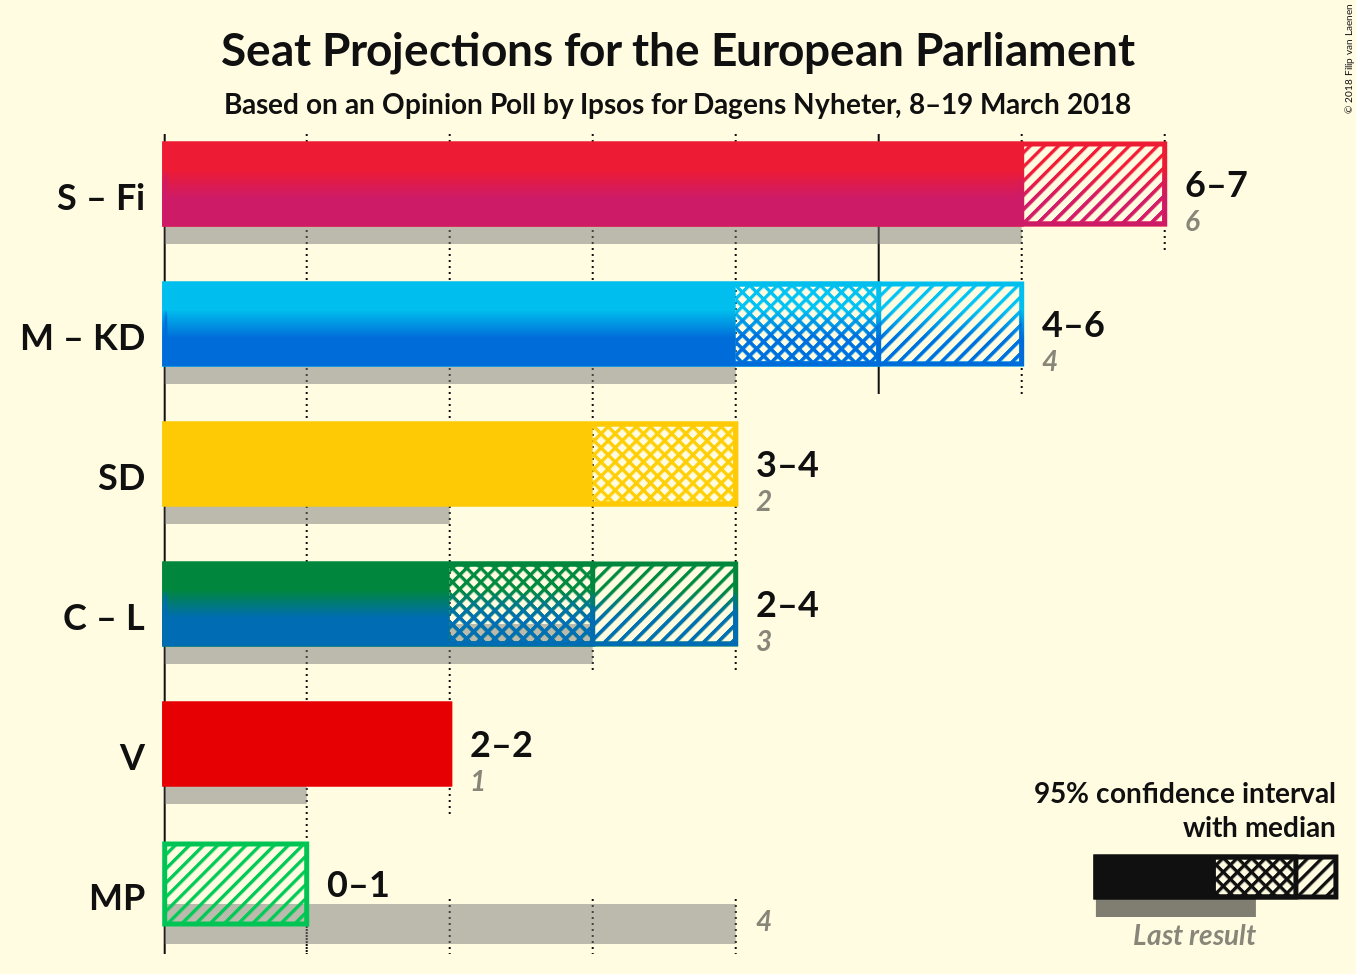 Seat Projections for the European Parliament
Based on an Opinion Poll by Ipsos for Dagens Nyheter, 8–19 March 2018
© 2018 Filip van Laenen
S – Fi
6–7
6
M – KD
4–6
4
SD
3–4
2
C – L
2–4
3
V
2–2
1
MP
0–1
4
95% confidence interval
with median
Last result